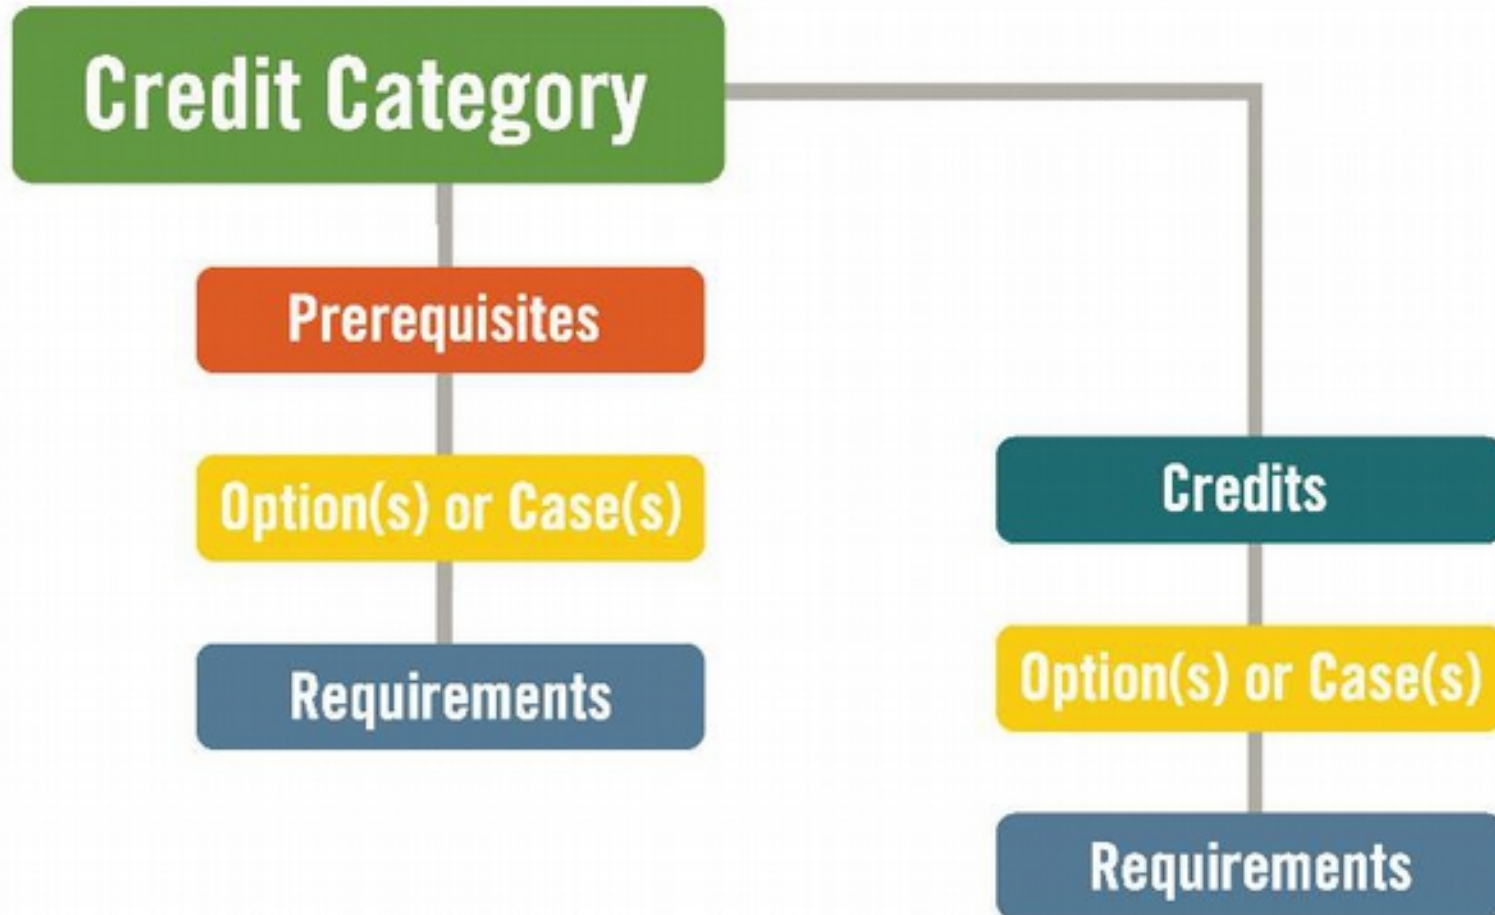 Credit Category
Prerequisites
Option(s) or Case(s)
Requirements
Credits
Option(s) or Case(s)
Requirements